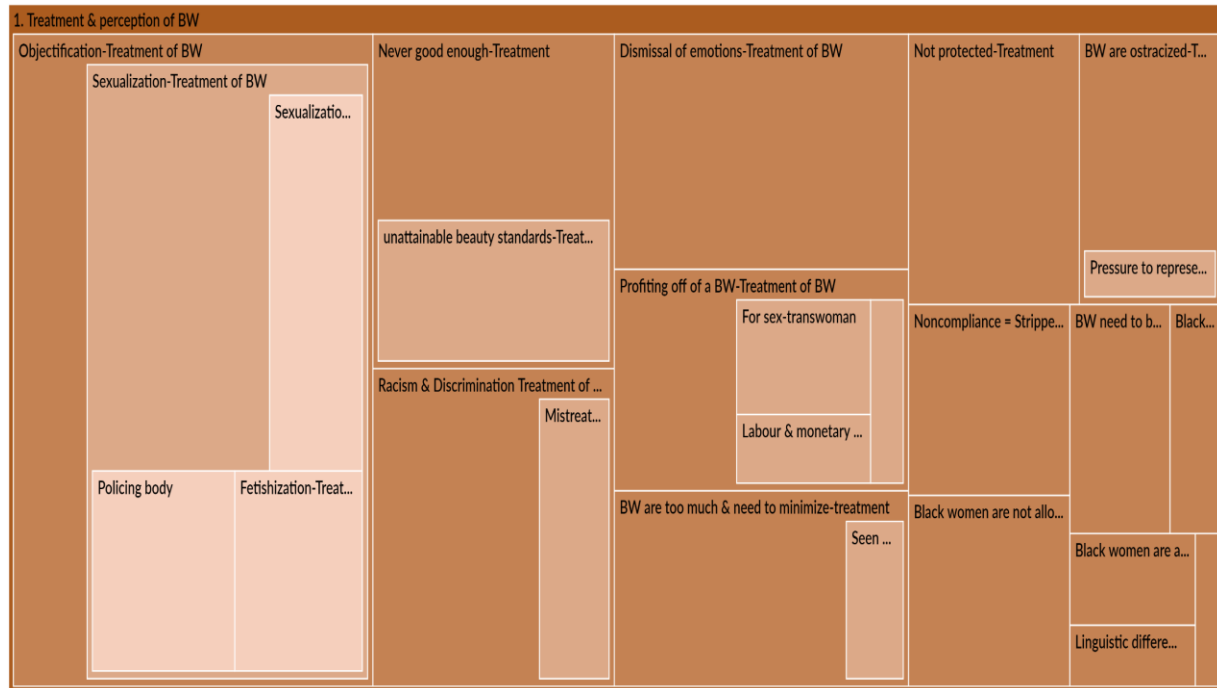 1. Treatment & perception of BW
Objectification-Treatment of BW
Sexualization-Treatment of BW
Sexualizatio...
Policing body
Fetishization-Treat...
Never good enough-Treatment
unattainable beauty standards-Treat...
Racism & Discrimination Treatment of ...
Mistreat...
Dismissal of emotions-Treatment of BW
Profiting off of a BW-Treatment of BW
For sex-transwoman
Labour & monetary ...
BW are too much & need to minimize-treatment
Seen ...
Not protected-Treatment
BW are ostracized-T...
Pressure to represe...
Noncompliance = Strippe...
BW need to b...
Black...
Black women are not allo...
Black women are a...
Linguistic differe...